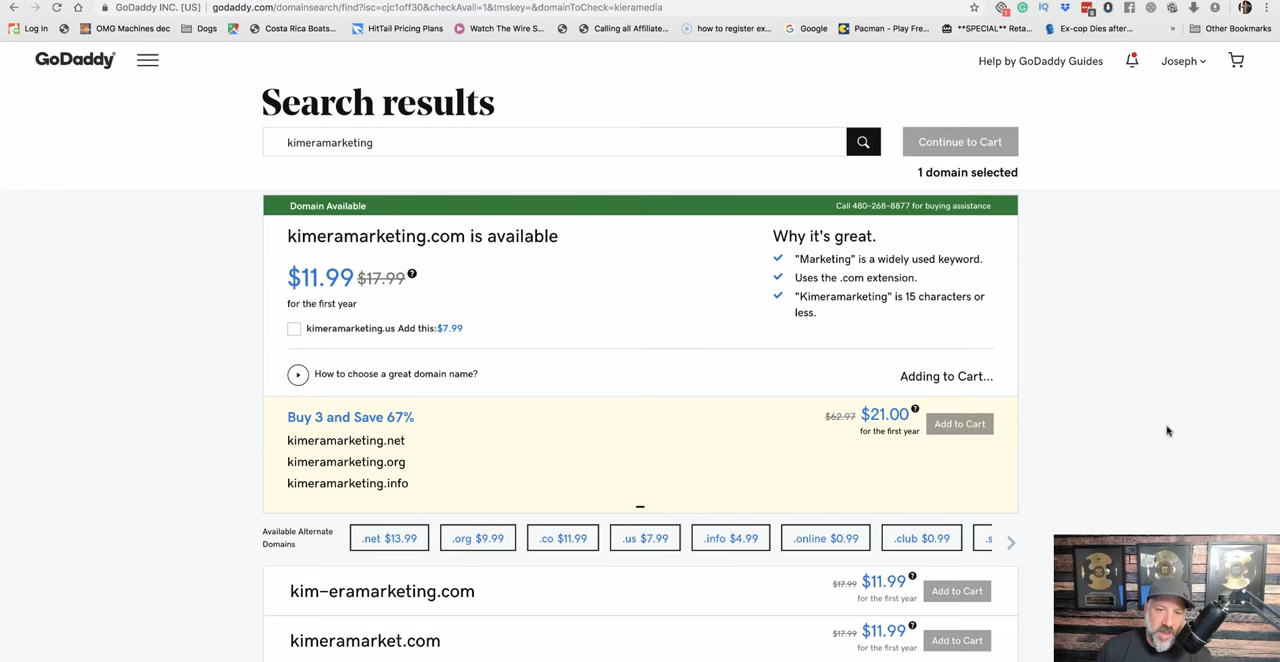 GoDaddy INC. [US] godaddy.com/domainsearch/find?isc=cjc1off30&checkAvail=1&tmskey=&domainToCheck=kieramedia
Log In OMG Machines dec Dogs Costa Rica Boats... HitTail Pricing Plans Watch The Wire S... Calling all Affiliate... how to register ex... Google Pacman - Play Fre... **SPECIAL** Reta... Ex-cop Dies after... » Other Bookmarks
GoDaddy Help by GoDaddy Guides Joseph
Search results
kimeramarketing Continue to Cart
1 domain selected
Domain Available Call 480-268-8877 for buying assistance
kimeramarketing.com is available
$11.99 $17.99 ?
for the first year
kimeramarketing.us Add this:$7.99
Why it's great.
"Marketing" is a widely used keyword.
Uses the .com extension.
"Kimeramarketing" is 15 characters or
less.
How to choose a great domain name? Adding to Cart...
Buy 3 and Save 67% $62.97 $21.00 ? Add to Cart
for the first year
kimeramarketing.net
kimeramarketing.org
kimeramarketing.info
Available Alternate
Domains
.net $13.99 .org $9.99 .co $11.99 .us $7.99 .info $4.99 .online $0.99 .club $0.99 .s
kim-eramarketing.com $17.99 $11.99 ? Add to Cart
for the first year
kimeramarket.com $17.99 $11.99 ? Add to Cart
for the first year